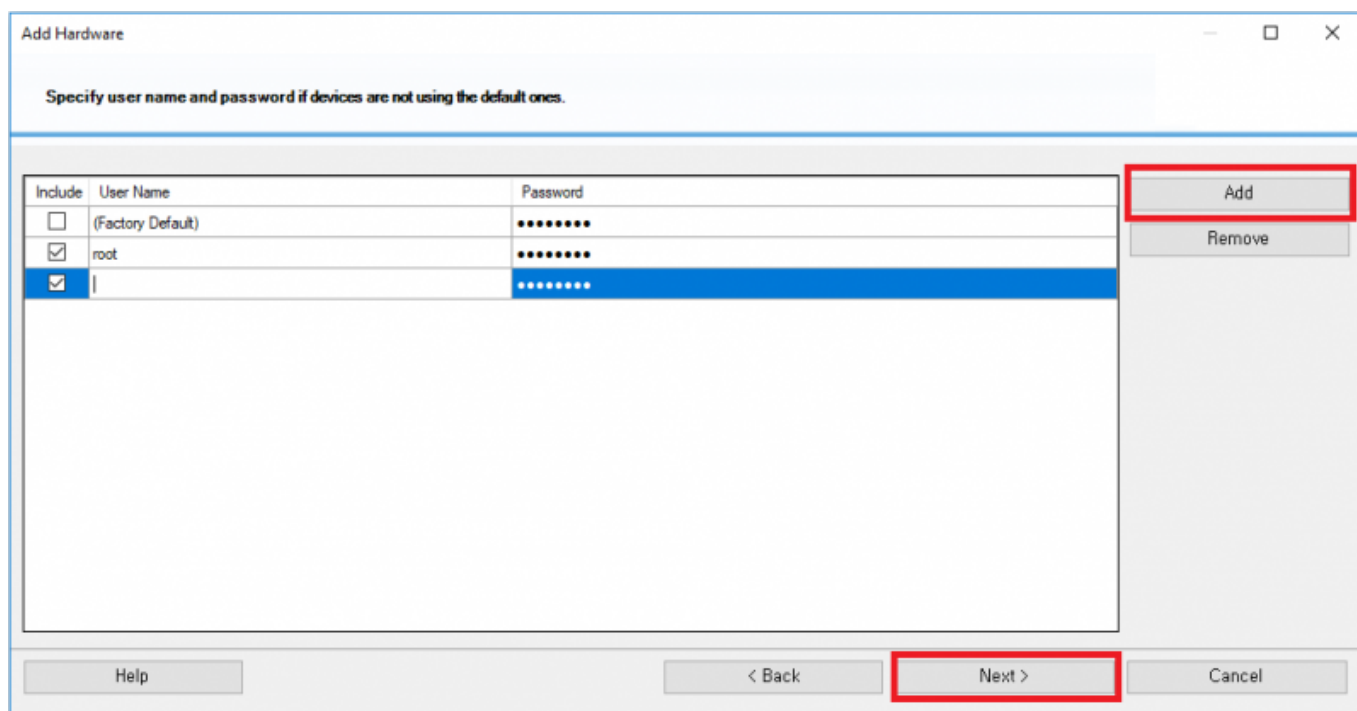 Add Hardware
Specify user name and password if devices are not using the default ones.
Include User Name Password
(Factory Default) ••••••••
root ••••••••
••••••••
Add
Remove
Help < Back Next > Cancel